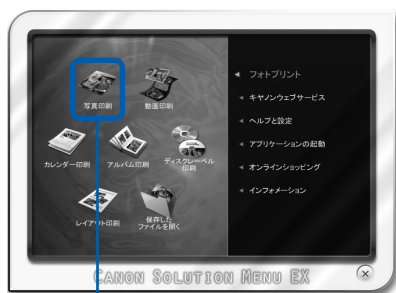 写真印刷
動画印刷
カレンダー印刷
アルバム印刷
ディスクレーベル
印刷
レイアウト印刷
保存した
ファイルを開く
フォトプリント
キヤノンウェブサービス
ヘルプと設定
アプリケーションの起動
オンラインショッピング
インフォメーション
CANON SOLUTION MENU EX